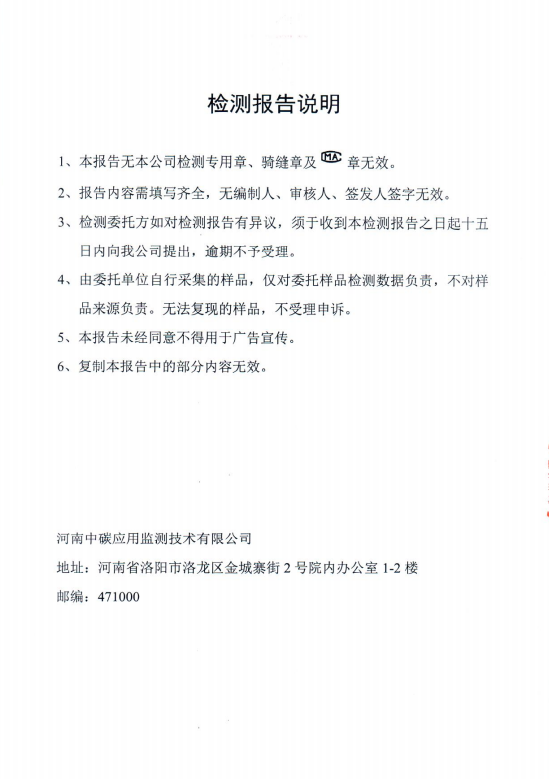 检测报告说明
1、本报告无本公司检测专用章、骑缝章及 MA 章无效。
2、报告内容需填写齐全，无编制人、审核人、签发人签字无效。
3、检测委托方如对检测报告有异议，须于收到本检测报告之日起十五
日内向我公司提出，逾期不予受理。
4、由委托单位自行采集的样品，仅对委托样品检测数据负责，不对样
品来源负责。无法复现的样品，不受理申诉。
5、本报告未经同意不得用于广告宣传。
6、复制本报告中的部分内容无效。
河南中碳应用监测技术有限公司
地址：河南省洛阳市洛龙区金城寨街 2 号院内办公室 1-2 楼
邮编：471000